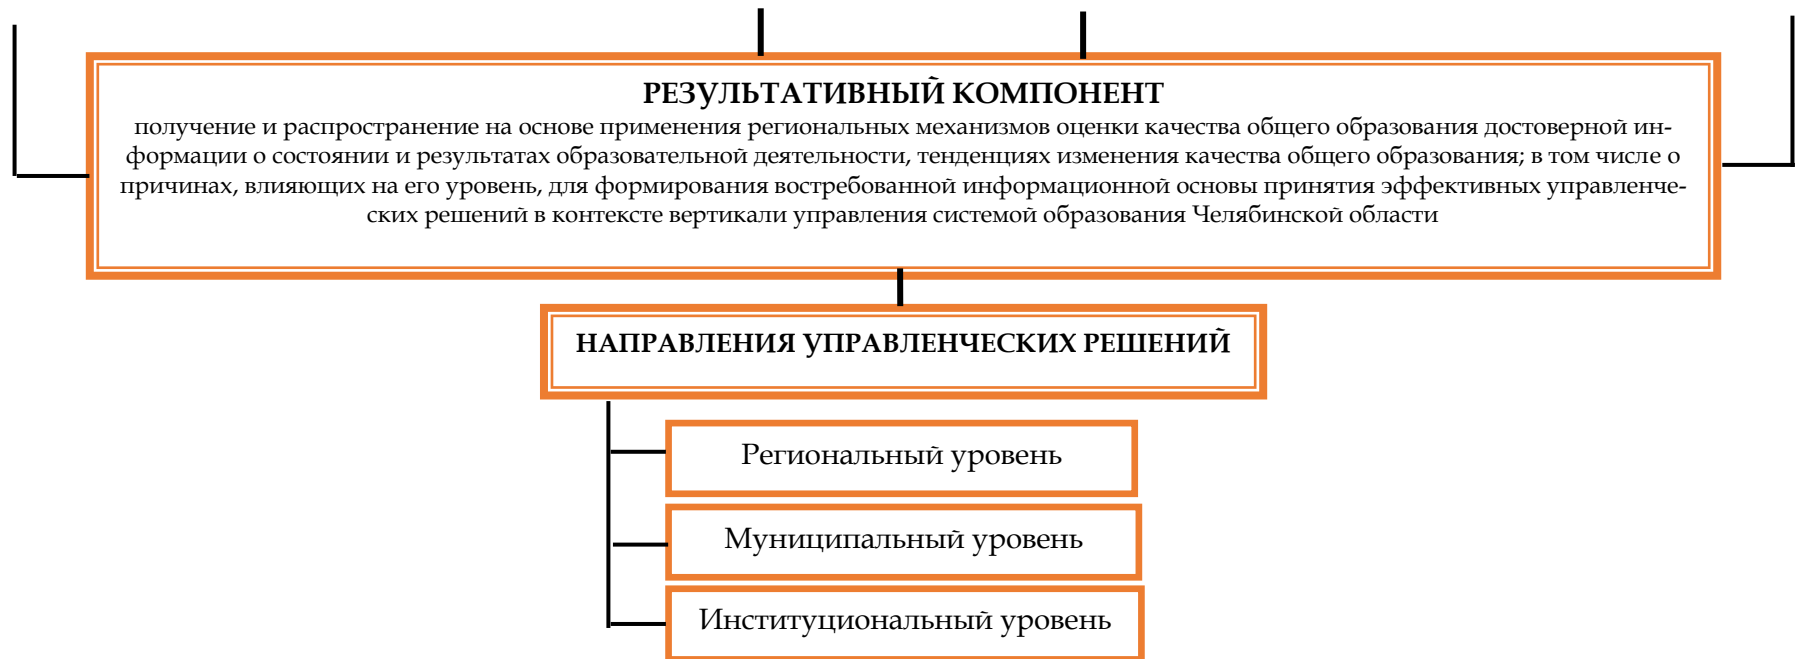 РЕЗУЛЬТАТИВНЫЙ КОМПОНЕНТ
получение и распространение на основе применения региональных механизмов оценки качества общего образования достоверной ин-
формации о состоянии и результатах образовательной деятельности, тенденциях изменения качества общего образования; в том числе о
причинах, влияющих на его уровень, для формирования востребованной информационной основы принятия эффективных управленче-
ских решений в контексте вертикали управления системой образования Челябинской области
НАПРАВЛЕНИЯ УПРАВЛЕНЧЕСКИХ РЕШЕНИЙ
Региональный уровень
Муниципальный уровень
Институциональный уровень